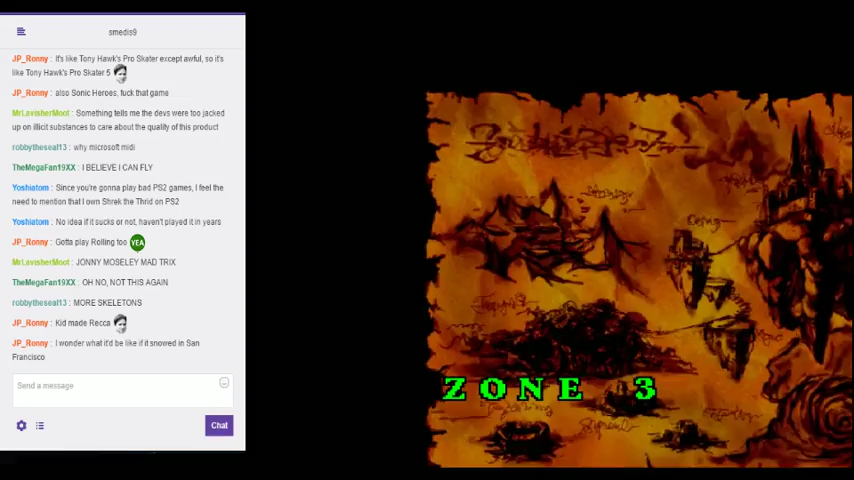 smedis9
JP_Ronny : It's like Tony Hawk's Pro Skater except awful, so it's
like Tony Hawk's Pro Skater 5
JP_Ronny : also Sonic Heroes, fuck that game
MrLavisherMoot : Something tells me the devs were too jacked
up on illicit substances to care about the quality of this product
robbytheseal13 : why microsoft midi
TheMegaFan19XX : I BELIEVE I CAN FLY
Yoshiatom : Since you're gonna play bad PS2 games, I feel the
need to mention that I own Shrek the Thrid on PS2
Yoshiatom : No idea if it sucks or not, haven't played it in years
JP_Ronny : Gotta play Rolling too YEA
MrLavisherMoot : JONNY MOSELEY MAD TRIX
TheMegaFan19XX : OH NO, NOT THIS AGAIN
robbytheseal13 : MORE SKELETONS
JP_Ronny : Kid made Recca
JP_Ronny : I wonder what it'd be like if it snowed in San
Francisco
Send a message
Chat
ZONE 3